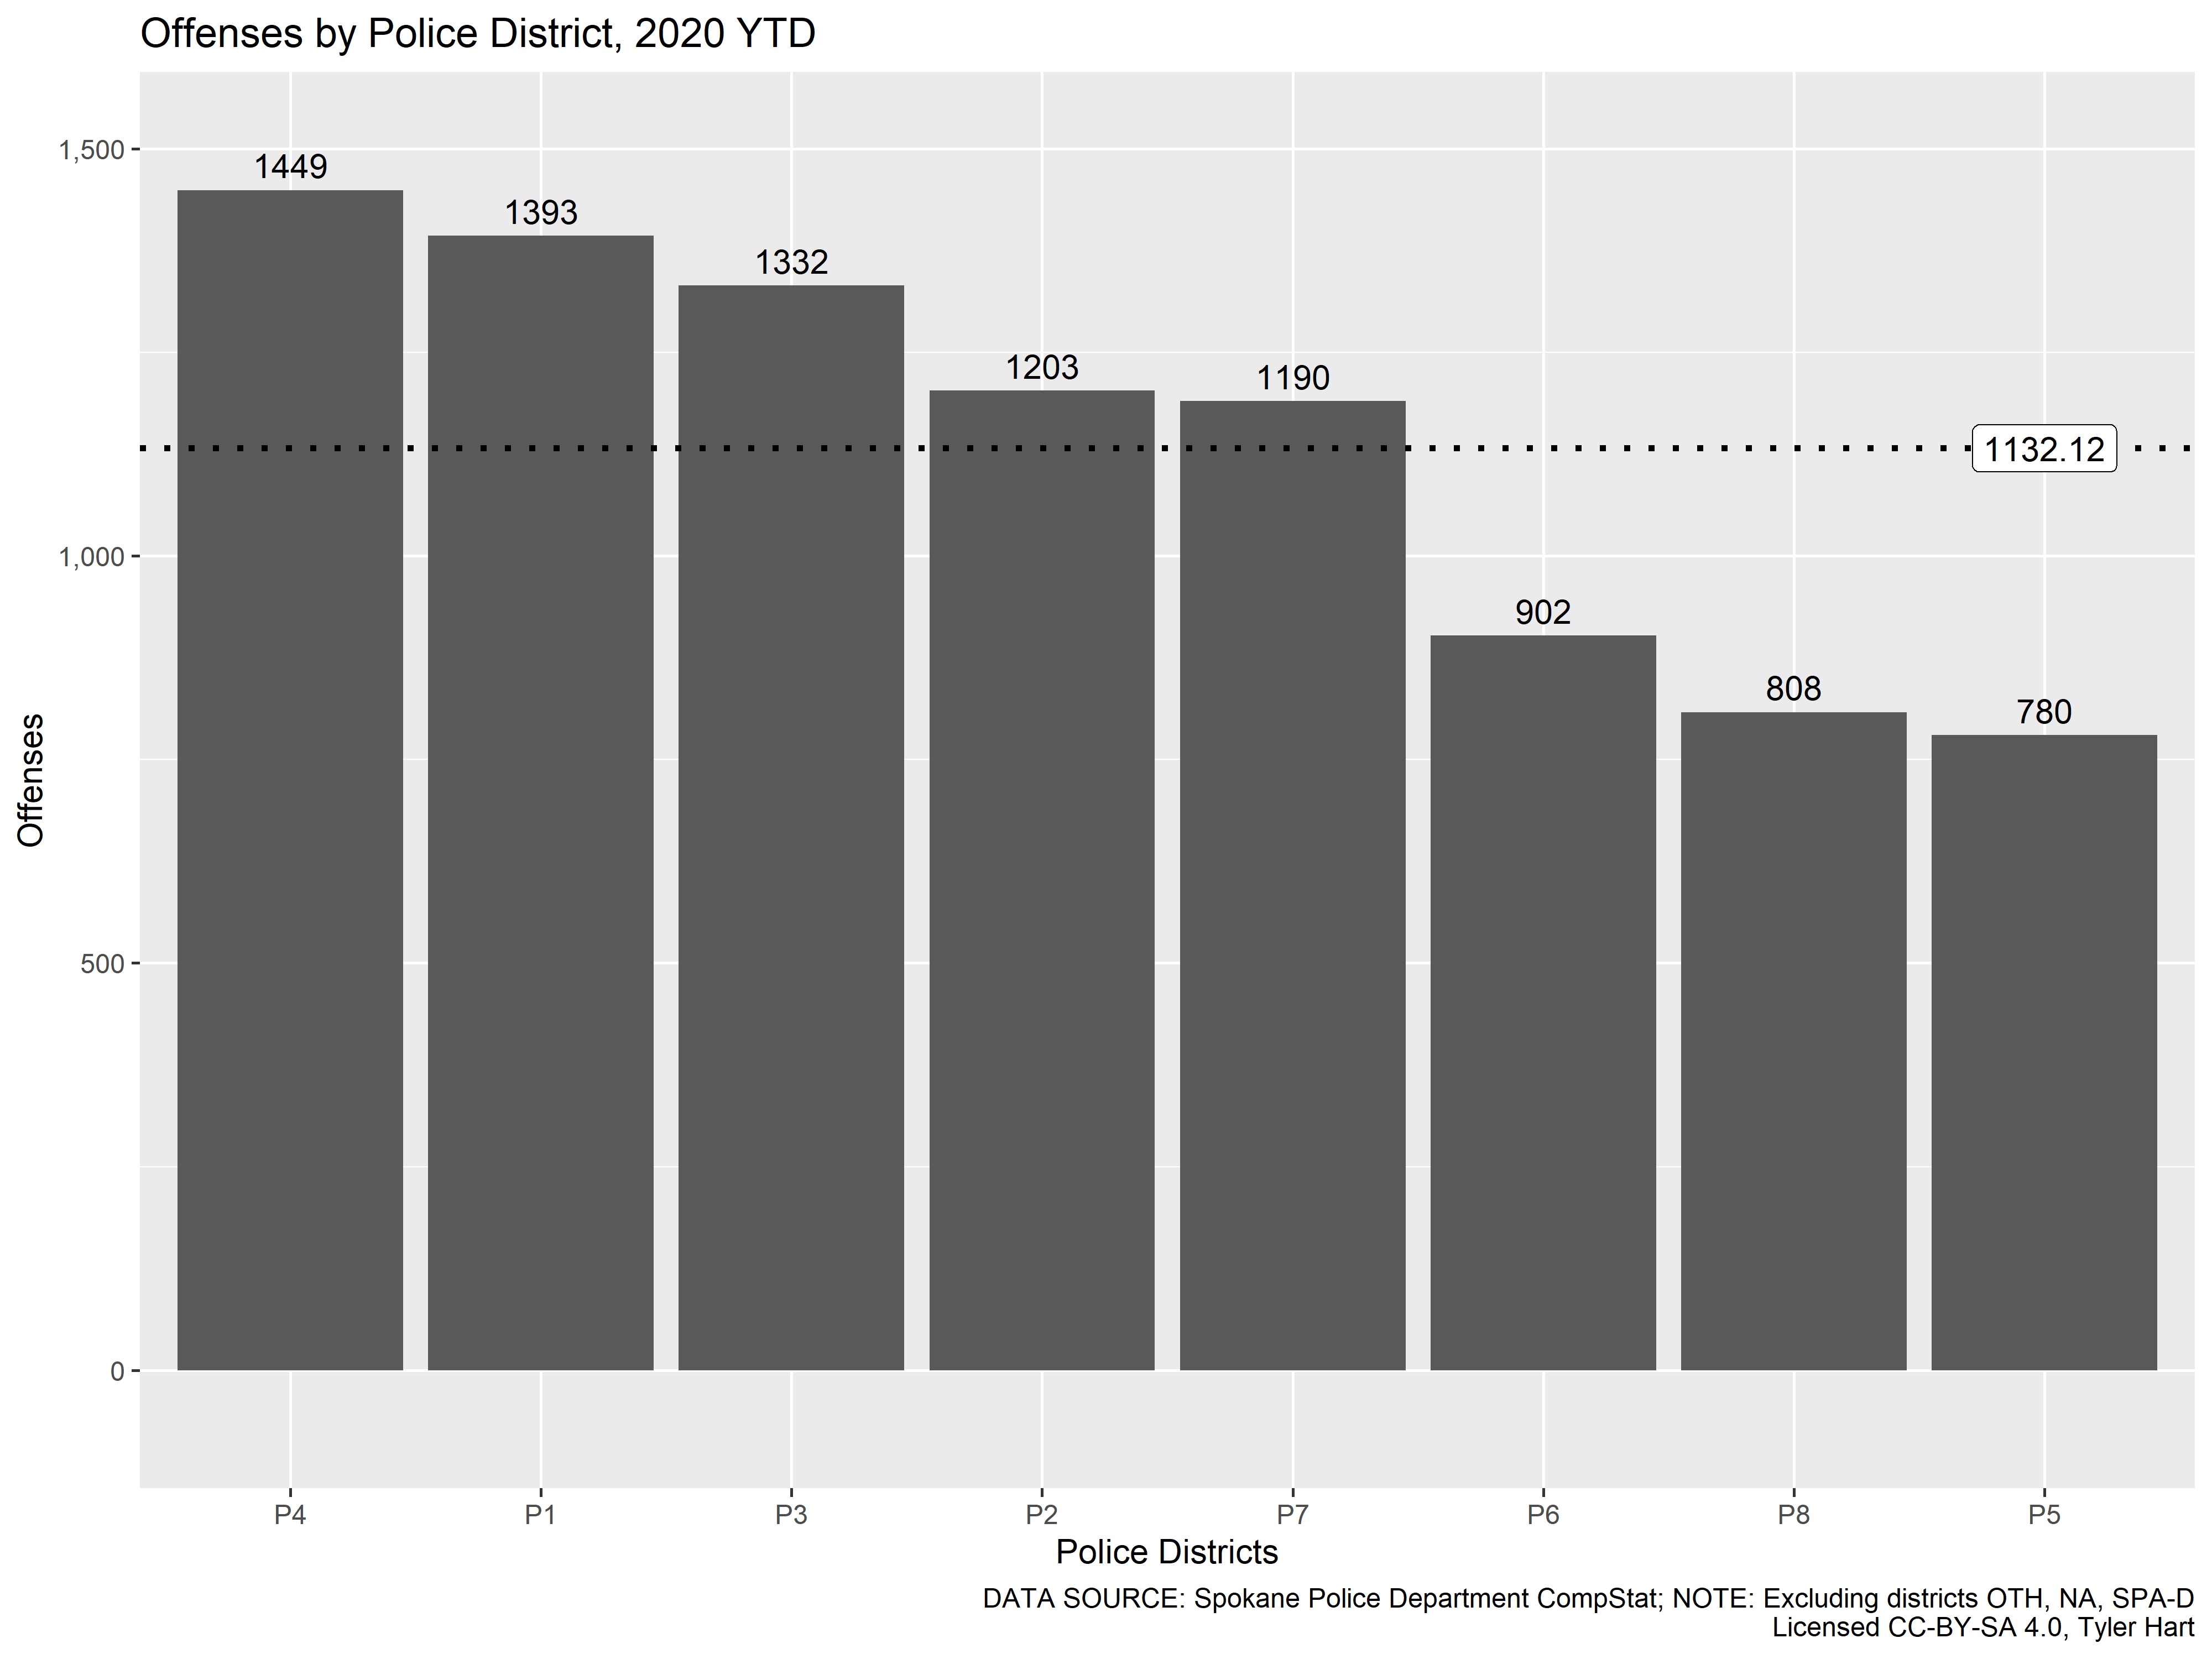 Offenses by Police District, 2020 YTD
Offenses
1,500
1,000
500
0
1449
1393
1332
1203
1190
902
808
780
1132.12
P4
P1
P3
P2
P7
P6
P8
P5
Police Districts
DATA SOURCE: Spokane Police Department CompStat; NOTE: Excluding districts OTH, NA, SPA-D
Licensed CC-BY-SA 4.0, Tyler Hart